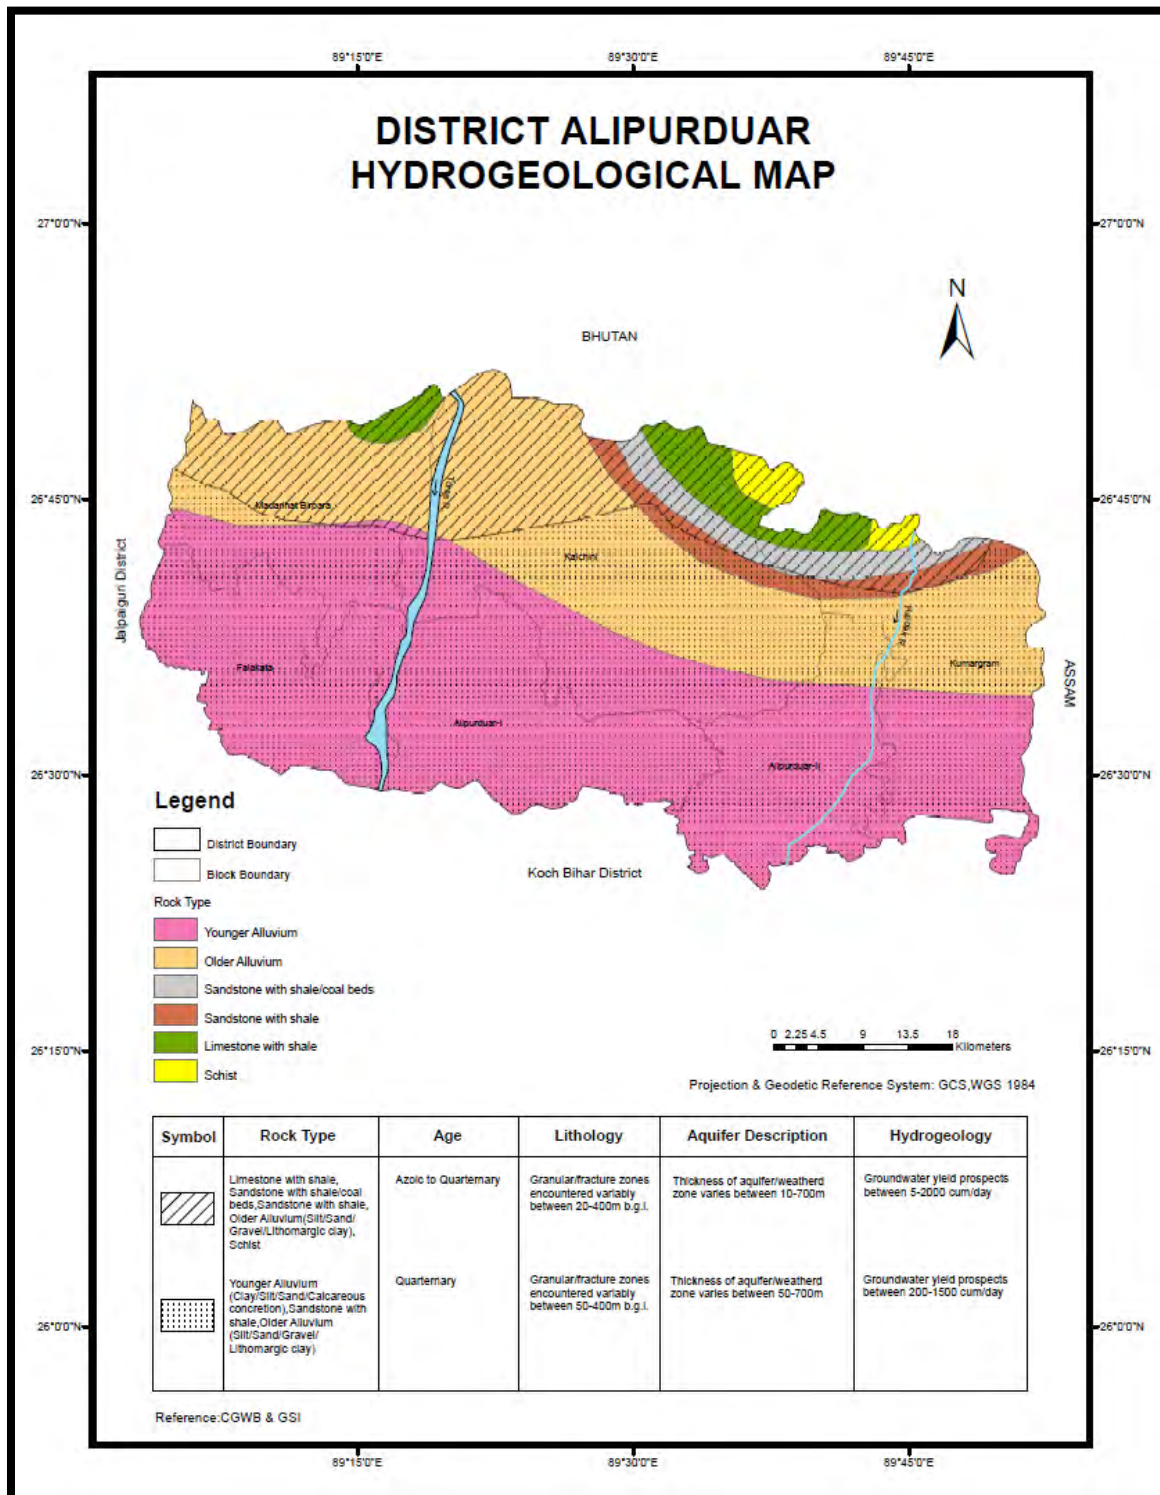 89°15'0"E 89°30'0"E 89°45'0"E
DISTRICT ALIPURDUAR
HYDROGEOLOGICAL MAP
27°0'0"N 27°0'0"N
N
BHUTAN
26°45'0"N 26°45'0"N
Madarihat Birpara
Torsa R
Kalchini
Jalpaiguri District
Raidak R
Falakata
Kumargram
ASSAM
Alipurduar-I
Alipurduar-II
26°30'0"N 26°30'0"N
Legend
District Boundary
Block Boundary
Koch Bihar District
Rock Type
Younger Alluvium
Older Alluvium
Sandstone with shale/coal beds
Sandstone with shale
Limestone with shale
Schist
0 2.25 4.5 9 13.5 18
Kilometers
26°15'0"N 26°15'0"N
Projection & Geodetic Reference System: GCS,WGS 1984
Symbol Rock Type Age Lithology Aquifer Description Hydrogeology
Limestone with shale,
Sandstone with shale/coal
beds,Sandstone with shale,
Older Alluvium(Silt/Sand/
Gravel/Lithomargic clay),
Schist
Azoic to Quarternary
Granular/fracture zones
encountered variably
between 20-400m b.g.l.
Thickness of aquifer/weatherd
zone varies between 10-700m
Groundwater yield prospects
between 5-2000 cum/day
Younger Alluvium
(Clay/Silt/Sand/Calcareous
concretion),Sandstone with
shale,Older Alluvium
(Silt/Sand/Gravel/
Lithomargic clay)
Quarternary
Granular/fracture zones
encountered variably
between 50-400m b.g.l.
Thickness of aquifer/weatherd
zone varies between 50-700m
Groundwater yield prospects
between 200-1500 cum/day
26°0'0"N 26°0'0"N
Reference:CGWB & GSI
89°15'0"E 89°30'0"E 89°45'0"E